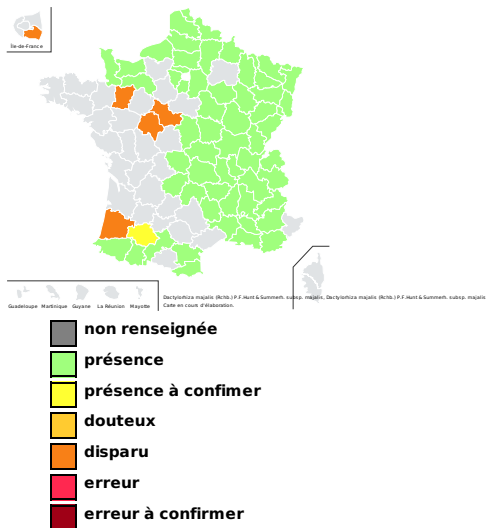 Île-de-France
Guadeloupe Martinique Guyane La Réunion Mayotte
Dactylorhiza majalis (Rchb.) P.F.Hunt & Summerh. subsp. majalis, Dactylorhiza majalis (Rchb.) P.F.Hunt & Summerh. subsp. majalis
Carte en cours d'élaboration.
non renseignée
présence
présence à confimer
douteux
disparu
erreur
erreur à confirmer